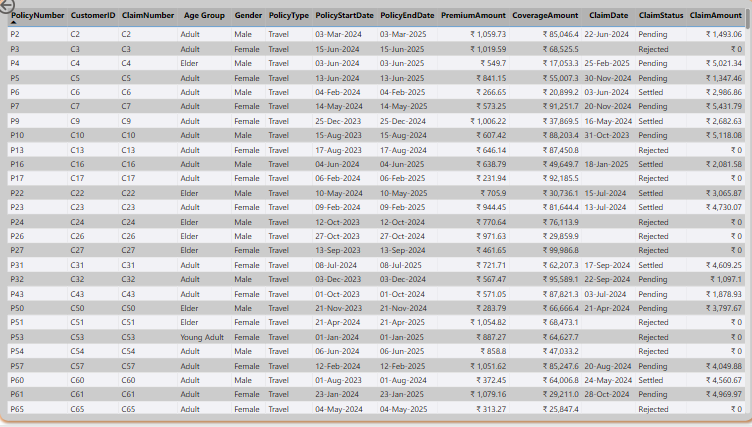 PolicyNumber CustomerID ClaimNumber Age Group Gender PolicyType PolicyStartDate PolicyEndDate PremiumAmount CoverageAmount ClaimDate ClaimStatus ClaimAmount
P2 C2 C2 Adult Male Travel 03-Mar-2024 03-Mar-2025 ₹ 1,059.73 ₹ 85,046.4 22-Jun-2024 Pending ₹ 1,493.06
P3 C3 C3 Adult Female Travel 15-Jun-2024 15-Jun-2025 ₹ 1,019.59 ₹ 68,525.5 Rejected ₹ 0
P4 C4 C4 Elder Male Travel 03-Jun-2024 03-Jun-2025 ₹ 549.7 ₹ 17,053.3 25-Feb-2025 Pending ₹ 5,021.34
P5 C5 C5 Adult Female Travel 13-Jun-2024 13-Jun-2025 ₹ 841.15 ₹ 55,007.3 30-Nov-2024 Pending ₹ 1,347.46
P6 C6 C6 Adult Male Travel 04-Feb-2024 04-Feb-2025 ₹ 266.65 ₹ 20,899.2 03-Jun-2024 Settled ₹ 2,986.86
P7 C7 C7 Adult Female Travel 14-May-2024 14-May-2025 ₹ 573.25 ₹ 91,251.7 20-Nov-2024 Pending ₹ 5,431.79
P9 C9 C9 Adult Female Travel 25-Dec-2023 25-Dec-2024 ₹ 1,006.22 ₹ 37,869.5 16-May-2024 Settled ₹ 2,682.63
P10 C10 C10 Adult Male Travel 15-Aug-2023 15-Aug-2024 ₹ 607.42 ₹ 88,203.4 31-Oct-2023 Pending ₹ 5,118.08
P13 C13 C13 Adult Female Travel 17-Aug-2023 17-Aug-2024 ₹ 646.14 ₹ 87,450.8 Rejected ₹ 0
P16 C16 C16 Adult Male Travel 04-Jun-2024 04-Jun-2025 ₹ 638.79 ₹ 49,649.7 18-Jan-2025 Settled ₹ 2,081.58
P17 C17 C17 Adult Female Travel 06-Feb-2024 06-Feb-2025 ₹ 231.94 ₹ 92,185.5 Rejected ₹ 0
P22 C22 C22 Elder Male Travel 10-May-2024 10-May-2025 ₹ 705.9 ₹ 30,736.1 15-Jul-2024 Settled ₹ 3,065.87
P23 C23 C23 Adult Female Travel 09-Feb-2024 09-Feb-2025 ₹ 944.45 ₹ 81,644.4 13-Jul-2024 Settled ₹ 4,730.07
P24 C24 C24 Elder Male Travel 12-Oct-2023 12-Oct-2024 ₹ 770.64 ₹ 76,113.9 Rejected ₹ 0
P26 C26 C26 Elder Male Travel 27-Oct-2023 27-Oct-2024 ₹ 971.63 ₹ 29,859.9 Rejected ₹ 0
P27 C27 C27 Elder Female Travel 13-Sep-2023 13-Sep-2024 ₹ 461.65 ₹ 99,986.8 Rejected ₹ 0
P31 C31 C31 Adult Female Travel 08-Jul-2024 08-Jul-2025 ₹ 721.71 ₹ 62,207.3 17-Sep-2024 Settled ₹ 4,609.25
P32 C32 C32 Adult Male Travel 03-Dec-2023 03-Dec-2024 ₹ 567.47 ₹ 95,589.1 22-Sep-2024 Pending ₹ 1,097.1
P43 C43 C43 Adult Female Travel 01-Oct-2023 01-Oct-2024 ₹ 571.05 ₹ 87,821.3 03-Jul-2024 Pending ₹ 1,878.93
P50 C50 C50 Elder Male Travel 21-Nov-2023 21-Nov-2024 ₹ 283.79 ₹ 66,666.4 21-Apr-2024 Pending ₹ 3,797.67
P51 C51 C51 Elder Female Travel 21-Apr-2024 21-Apr-2025 ₹ 1,054.82 ₹ 68,473.1 Rejected ₹ 0
P53 C53 C53 Young Adult Female Travel 01-Jan-2024 01-Jan-2025 ₹ 887.27 ₹ 64,627.7 Rejected ₹ 0
P54 C54 C54 Adult Male Travel 06-Jun-2024 06-Jun-2025 ₹ 858.8 ₹ 47,033.2 Rejected ₹ 0
P57 C57 C57 Adult Female Travel 12-Feb-2024 12-Feb-2025 ₹ 1,051.62 ₹ 85,247.6 20-Aug-2024 Pending ₹ 4,049.88
P60 C60 C60 Adult Male Travel 01-Aug-2023 01-Aug-2024 ₹ 372.45 ₹ 64,006.8 24-May-2024 Settled ₹ 4,560.67
P61 C61 C61 Adult Female Travel 23-Jan-2024 23-Jan-2025 ₹ 1,079.16 ₹ 29,211.0 28-Oct-2024 Pending ₹ 4,969.97
P65 C65 C65 Adult Female Travel 04-May-2024 04-May-2025 ₹ 313.27 ₹ 25,847.4 Rejected ₹ 0